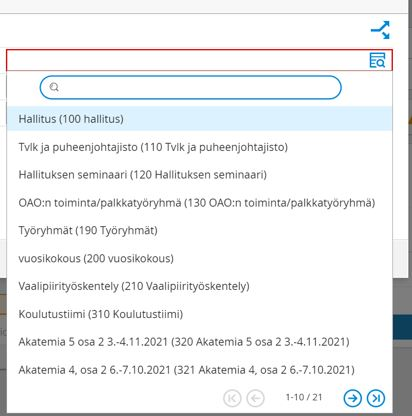 Hallitus (100 hallitus)
Tvlk ja puheenjohtajisto (110 Tvlk ja puheenjohtajisto)
Hallituksen seminaari (120 Hallituksen seminaari)
OAO:n toiminta/palkkatyöryhmä (130 OAO:n toiminta/palkkatyöryhmä)
Työryhmät (190 Työryhmät)
vuosikokous (200 vuosikokous)
Vaalipiirityöskentely (210 Vaalipiirityöskentely)
Koulutustiimi (310 Koulutustiimi)
Akatemia 5 osa 2 3.-4.11.2021 (320 Akatemia 5 osa 2 3.-4.11.2021)
Akatemia 4, osa 2 6.-7.10.2021 (321 Akatemia 4, osa 2 6.-7.10.2021)
1-10 / 21